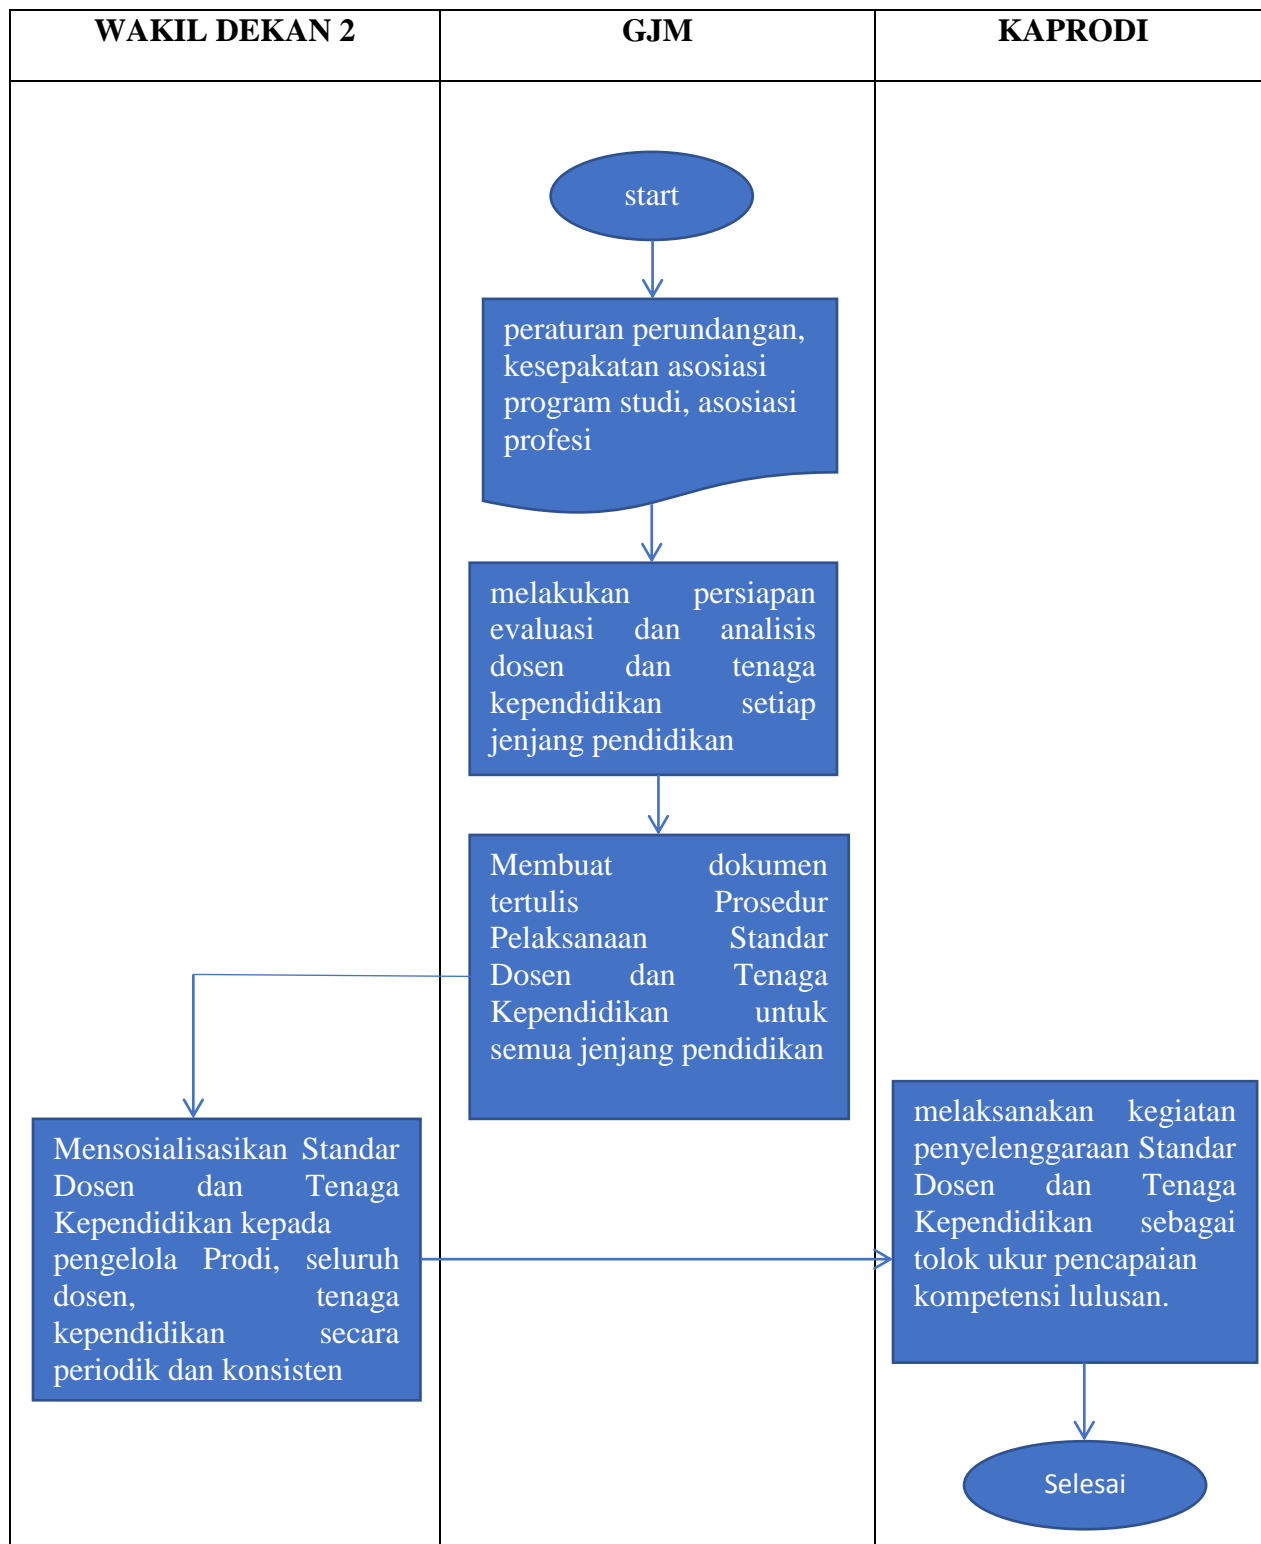 WAKIL DEKAN 2
GJM
KAPRODI
start
peraturan perundangan,
kesepakatan asosiasi
program studi, asosiasi
profesi
melakukan persiapan
evaluasi dan analisis
dosen dan tenaga
kependidikan setiap
jenjang pendidikan
Membuat dokumen
tertulis Prosedur
Pelaksanaan Standar
Dosen dan Tenaga
Kependidikan untuk
semua jenjang pendidikan
Mensosialisasikan Standar
Dosen dan Tenaga
Kependidikan kepada
pengelola Prodi, seluruh
dosen, tenaga
kependidikan secara
periodik dan konsisten
melaksanakan kegiatan
penyelenggaraan Standar
Dosen dan Tenaga
Kependidikan sebagai
tolok ukur pencapaian
kompetensi lulusan.
Selesai